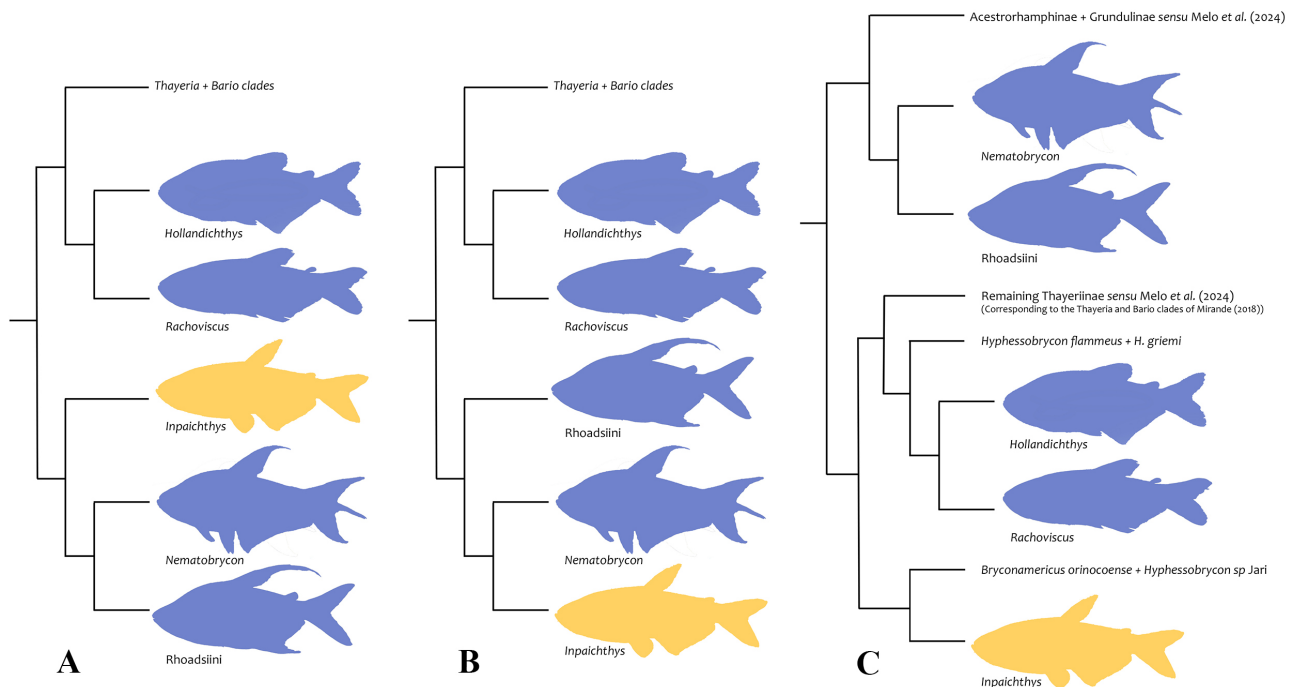 Thayeria + Bario clades
Hollandichthys
Rachoviscus
Inpaichthys
Nematobrycon
Rhoadsiini
A
Thayeria + Bario clades
Hollandichthys
Rachoviscus
Rhoadsiini
Nematobrycon
Inpaichthys
B
Acestrorhamphinae + Grundulinae sensu Melo et al. (2024)
Nematobrycon
Rhoadsiini
Remaining Thayeriinae sensu Melo et al. (2024)
(Corresponding to the Thayeria and Bario clades of Mirande (2018))
Hyphessobrycon flammeus + H. griemi
Hollandichthys
Rachoviscus
Bryconamericus orinocoense + Hyphessobrycon sp Jari
Inpaichthys
C